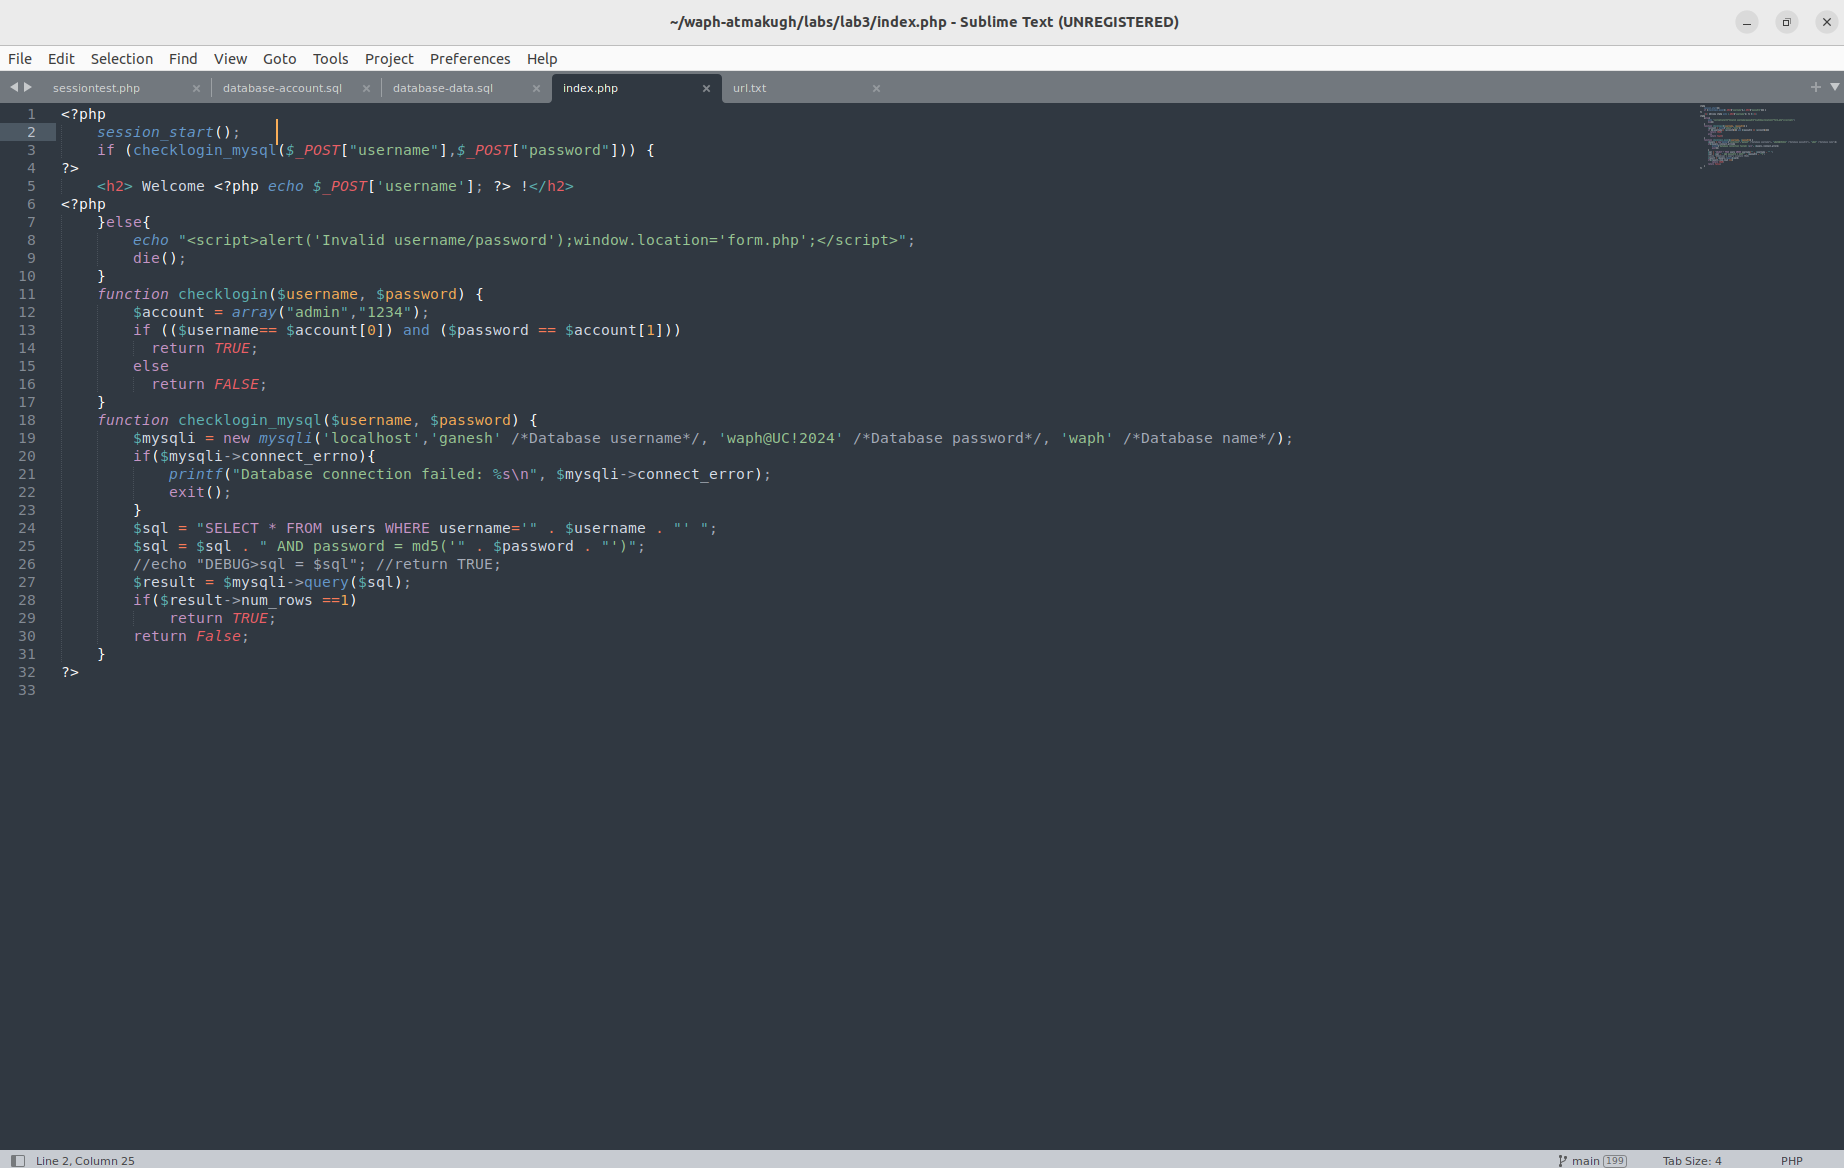 ~/waph-atmakugh/labs/lab3/index.php - Sublime Text (UNREGISTERED)
File Edit Selection Find View Goto Tools Project Preferences Help
sessiontest.php × database-account.sql × database-data.sql × index.php × url.txt × +
1 <?php
2     session_start();
3     if (checklogin_mysql($_POST["username"],$_POST["password"])) {
4 ?>
5     <h2> Welcome <?php echo $_POST['username']; ?> !</h2>
6 <?php
7     }else{
8         echo "<script>alert('Invalid username/password');window.location='form.php';</script>";
9         die();
10     }
11     function checklogin($username, $password) {
12         $account = array("admin","1234");
13         if (($username== $account[0]) and ($password == $account[1]))
14           return TRUE;
15         else
16           return FALSE;
17     }
18     function checklogin_mysql($username, $password) {
19         $mysqli = new mysqli('localhost','ganesh' /*Database username*/, 'waph@UC!2024' /*Database password*/, 'waph' /*Database name*/);
20         if($mysqli->connect_errno){
21             printf("Database connection failed: %s\n", $mysqli->connect_error);
22             exit();
23         }
24         $sql = "SELECT * FROM users WHERE username='" . $username . "' ";
25         $sql = $sql . " AND password = md5('" . $password . "')";
26         //echo "DEBUG>sql = $sql"; //return TRUE;
27         $result = $mysqli->query($sql);
28         if($result->num_rows ==1)
29             return TRUE;
30         return False;
31     }
32 ?>
33
Line 2, Column 25 main 199 Tab Size: 4 PHP